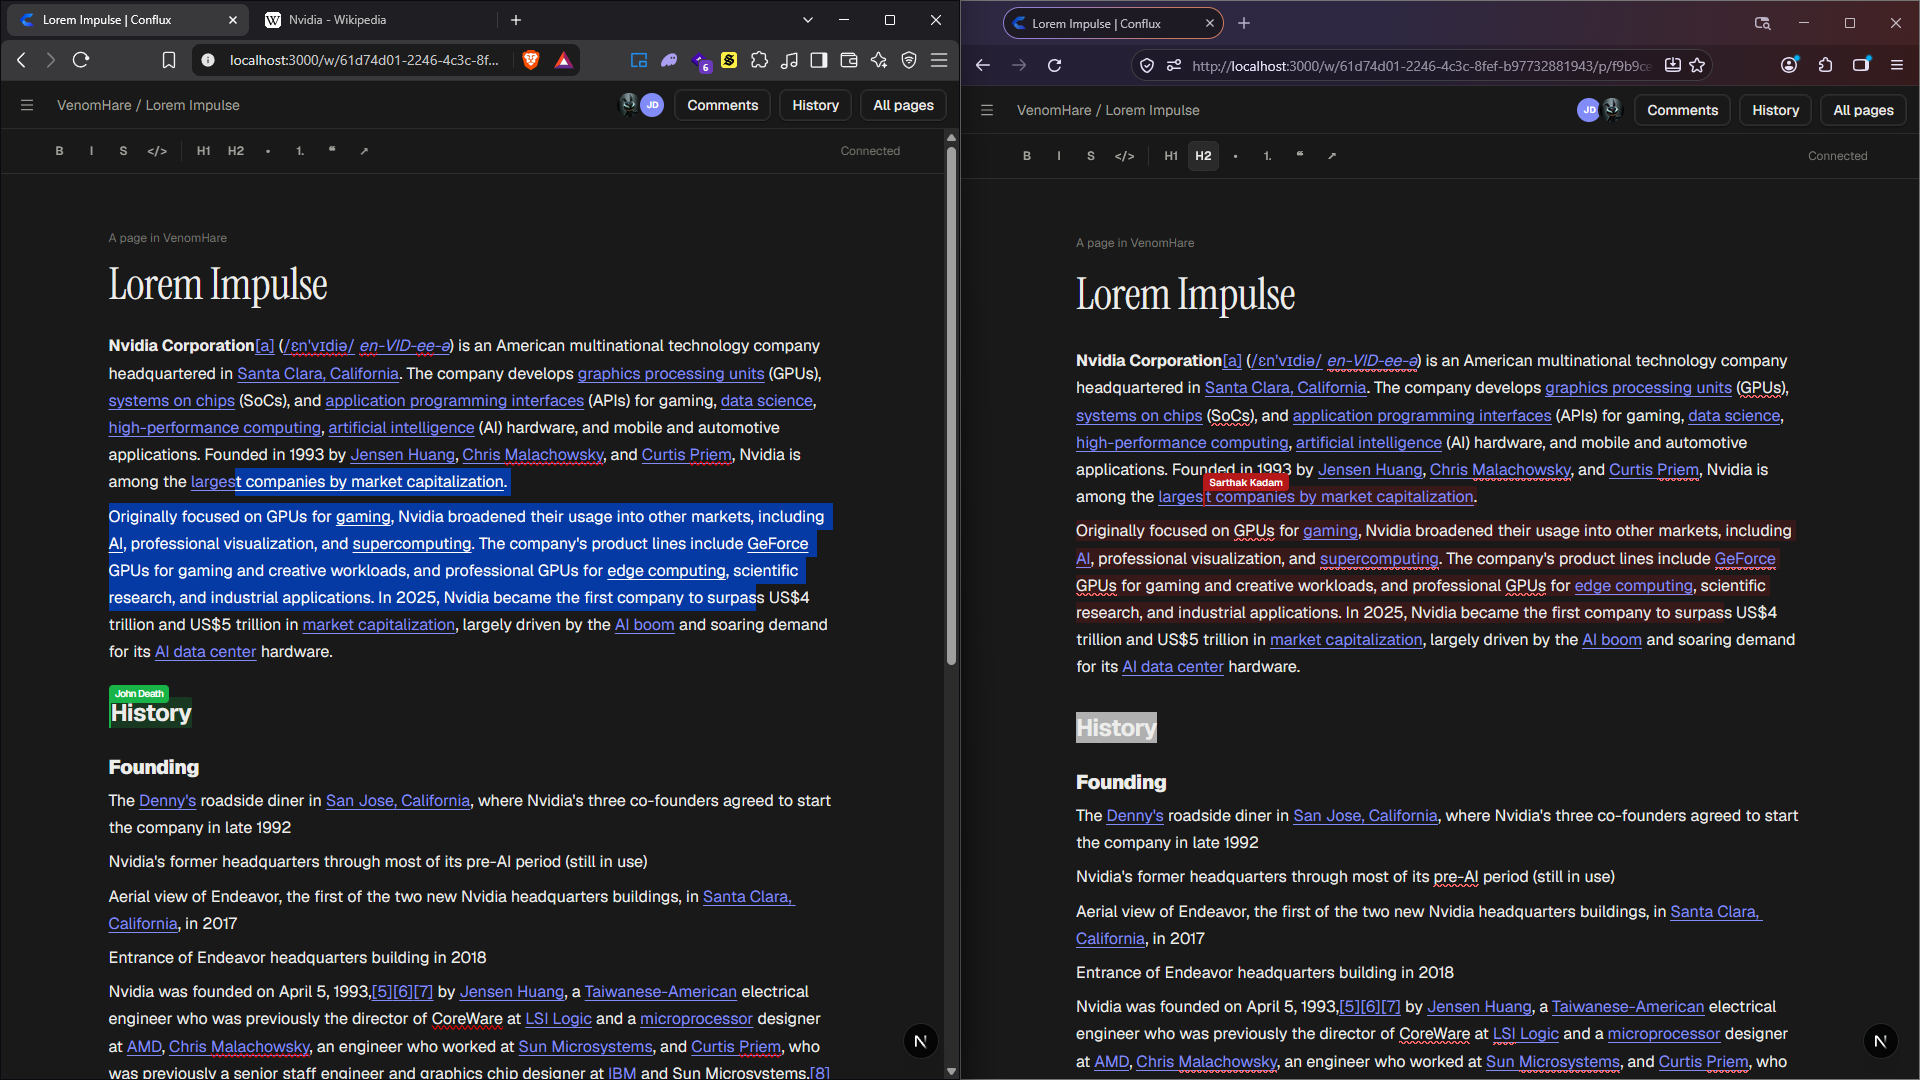 Lorem Impulse | Conflux
Nvidia - Wikipedia
localhost:3000/w/61d74d01-2246-4c3c-8f...
6
VenomHare / Lorem Impulse
JD
Comments
History
All pages
B I S </> H1 H2 • 1. ❝ ↗
Connected
A page in VenomHare
Lorem Impulse
Nvidia Corporation[a] (/ɛnˈvɪdiə/ en-VID-ee-ə) is an American multinational technology company
headquartered in Santa Clara, California. The company develops graphics processing units (GPUs),
systems on chips (SoCs), and application programming interfaces (APIs) for gaming, data science,
high-performance computing, artificial intelligence (AI) hardware, and mobile and automotive
applications. Founded in 1993 by Jensen Huang, Chris Malachowsky, and Curtis Priem, Nvidia is
among the largest companies by market capitalization.
Originally focused on GPUs for gaming, Nvidia broadened their usage into other markets, including
AI, professional visualization, and supercomputing. The company's product lines include GeForce
GPUs for gaming and creative workloads, and professional GPUs for edge computing, scientific
research, and industrial applications. In 2025, Nvidia became the first company to surpass US$4
trillion and US$5 trillion in market capitalization, largely driven by the AI boom and soaring demand
for its AI data center hardware.
John Death
History
Founding
The Denny's roadside diner in San Jose, California, where Nvidia's three co-founders agreed to start
the company in late 1992
Nvidia's former headquarters through most of its pre-AI period (still in use)
Aerial view of Endeavor, the first of the two new Nvidia headquarters buildings, in Santa Clara,
California, in 2017
Entrance of Endeavor headquarters building in 2018
Nvidia was founded on April 5, 1993,[5][6][7] by Jensen Huang, a Taiwanese-American electrical
engineer who was previously the director of CoreWare at LSI Logic and a microprocessor designer
at AMD, Chris Malachowsky, an engineer who worked at Sun Microsystems, and Curtis Priem, who
was previously a senior staff engineer and graphics chip designer at IBM and Sun Microsystems.[8]
N
Lorem Impulse | Conflux
http://localhost:3000/w/61d74d01-2246-4c3c-8fef-b97732881943/p/f9b9ce
VenomHare / Lorem Impulse
JD
Comments
History
All pages
B I S </> H1 H2 • 1. ❝ ↗
Connected
A page in VenomHare
Lorem Impulse
Nvidia Corporation[a] (/ɛnˈvɪdiə/ en-VID-ee-ə) is an American multinational technology company
headquartered in Santa Clara, California. The company develops graphics processing units (GPUs),
systems on chips (SoCs), and application programming interfaces (APIs) for gaming, data science,
high-performance computing, artificial intelligence (AI) hardware, and mobile and automotive
applications. Founded in 1993 by Jensen Huang, Chris Malachowsky, and Curtis Priem, Nvidia is
Sarthak Kadam
among the largest companies by market capitalization.
Originally focused on GPUs for gaming, Nvidia broadened their usage into other markets, including
AI, professional visualization, and supercomputing. The company's product lines include GeForce
GPUs for gaming and creative workloads, and professional GPUs for edge computing, scientific
research, and industrial applications. In 2025, Nvidia became the first company to surpass US$4
trillion and US$5 trillion in market capitalization, largely driven by the AI boom and soaring demand
for its AI data center hardware.
History
Founding
The Denny's roadside diner in San Jose, California, where Nvidia's three co-founders agreed to start
the company in late 1992
Nvidia's former headquarters through most of its pre-AI period (still in use)
Aerial view of Endeavor, the first of the two new Nvidia headquarters buildings, in Santa Clara,
California, in 2017
Entrance of Endeavor headquarters building in 2018
Nvidia was founded on April 5, 1993,[5][6][7] by Jensen Huang, a Taiwanese-American electrical
engineer who was previously the director of CoreWare at LSI Logic and a microprocessor designer
at AMD, Chris Malachowsky, an engineer who worked at Sun Microsystems, and Curtis Priem, who
N